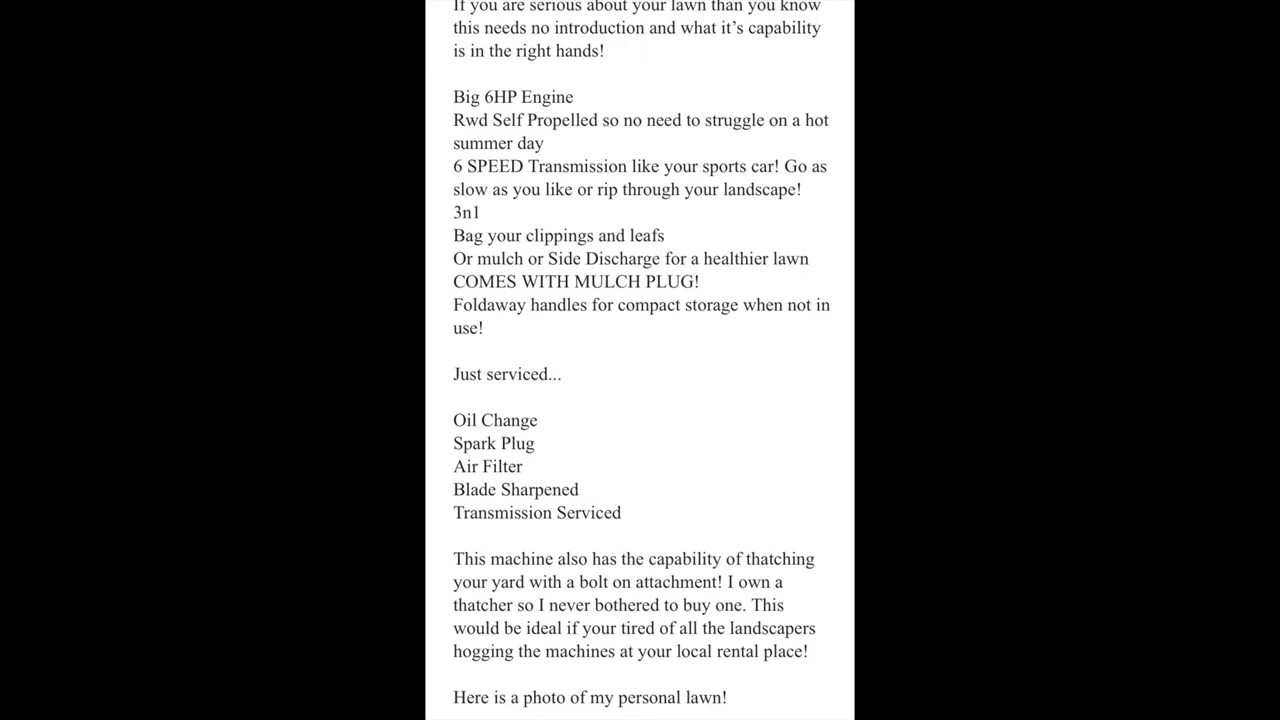 If you are serious about your lawn than you know
this needs no introduction and what it’s capability
is in the right hands!
Big 6HP Engine
Rwd Self Propelled so no need to struggle on a hot
summer day
6 SPEED Transmission like your sports car! Go as
slow as you like or rip through your landscape!
3n1
Bag your clippings and leafs
Or mulch or Side Discharge for a healthier lawn
COMES WITH MULCH PLUG!
Foldaway handles for compact storage when not in
use!
Just serviced...
Oil Change
Spark Plug
Air Filter
Blade Sharpened
Transmission Serviced
This machine also has the capability of thatching
your yard with a bolt on attachment! I own a
thatcher so I never bothered to buy one. This
would be ideal if your tired of all the landscapers
hogging the machines at your local rental place!
Here is a photo of my personal lawn!